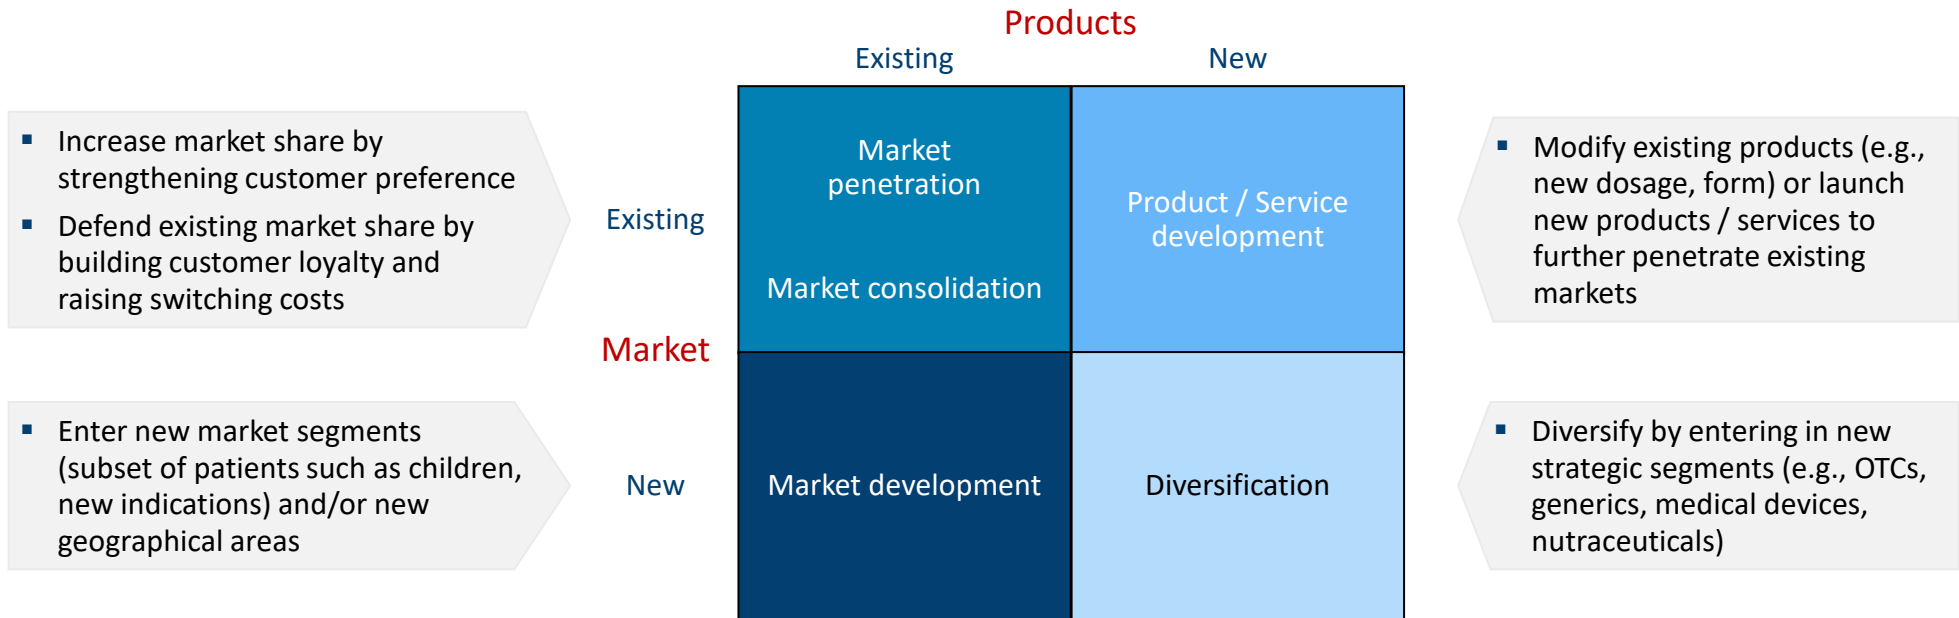 Products
Existing
New
▪ Increase market share by
strengthening customer preference
▪ Defend existing market share by
building customer loyalty and
raising switching costs
Existing
Market
penetration
Market consolidation
Product / Service
development
▪ Modify existing products (e.g.,
new dosage, form) or launch
new products / services to
further penetrate existing
markets
Market
▪ Enter new market segments
(subset of patients such as children,
new indications) and/or new
geographical areas
New
Market development
Diversification
▪ Diversify by entering in new
strategic segments (e.g., OTCs,
generics, medical devices,
nutraceuticals)